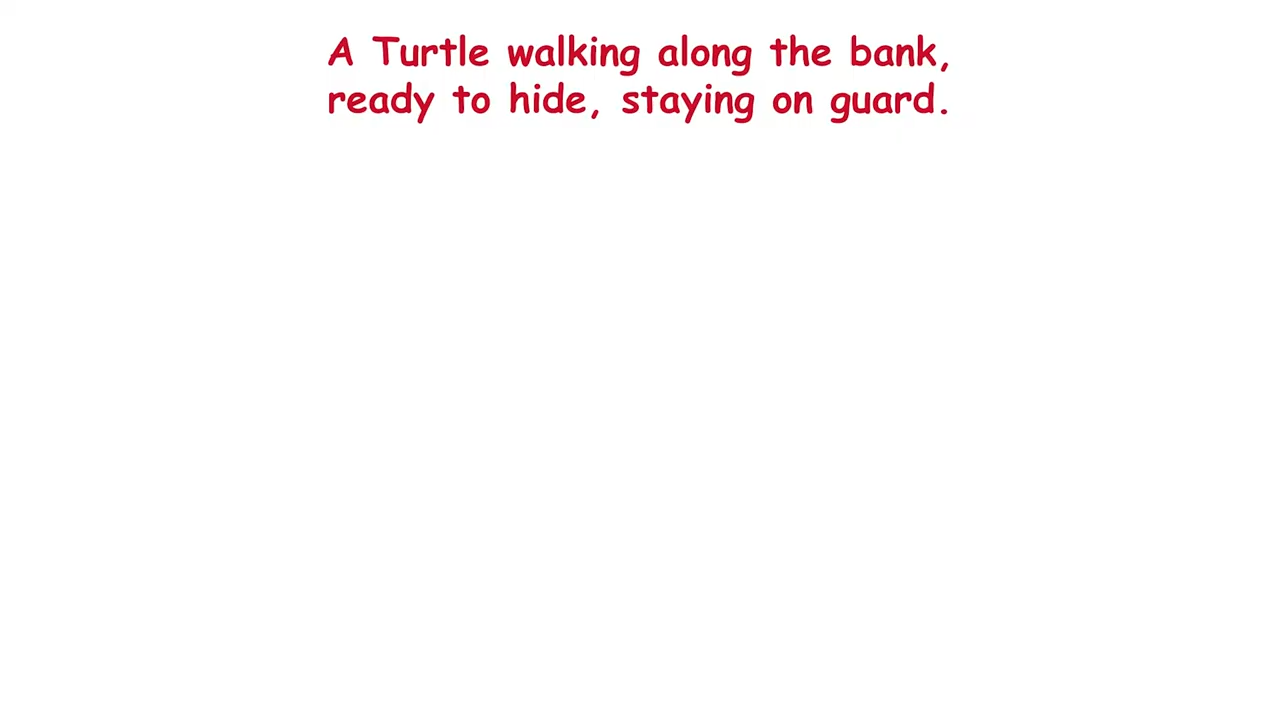 A Turtle walking along the bank,
ready to hide, staying on guard.